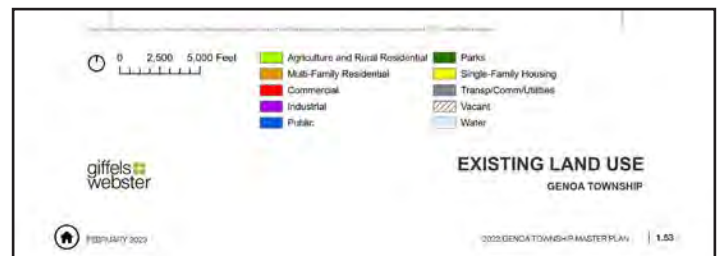 0 2,500 5,000 Feet
Agriculture and Rural Residential
Multi-Family Residential
Commercial
Industrial
Public
Parks
Single-Family Housing
Transp/Comm/Utilities
Vacant
Water
giffels
webster
EXISTING LAND USE
GENOA TOWNSHIP
FEBRUARY 2023
2023 GENOA TOWNSHIP MASTER PLAN | 1.53